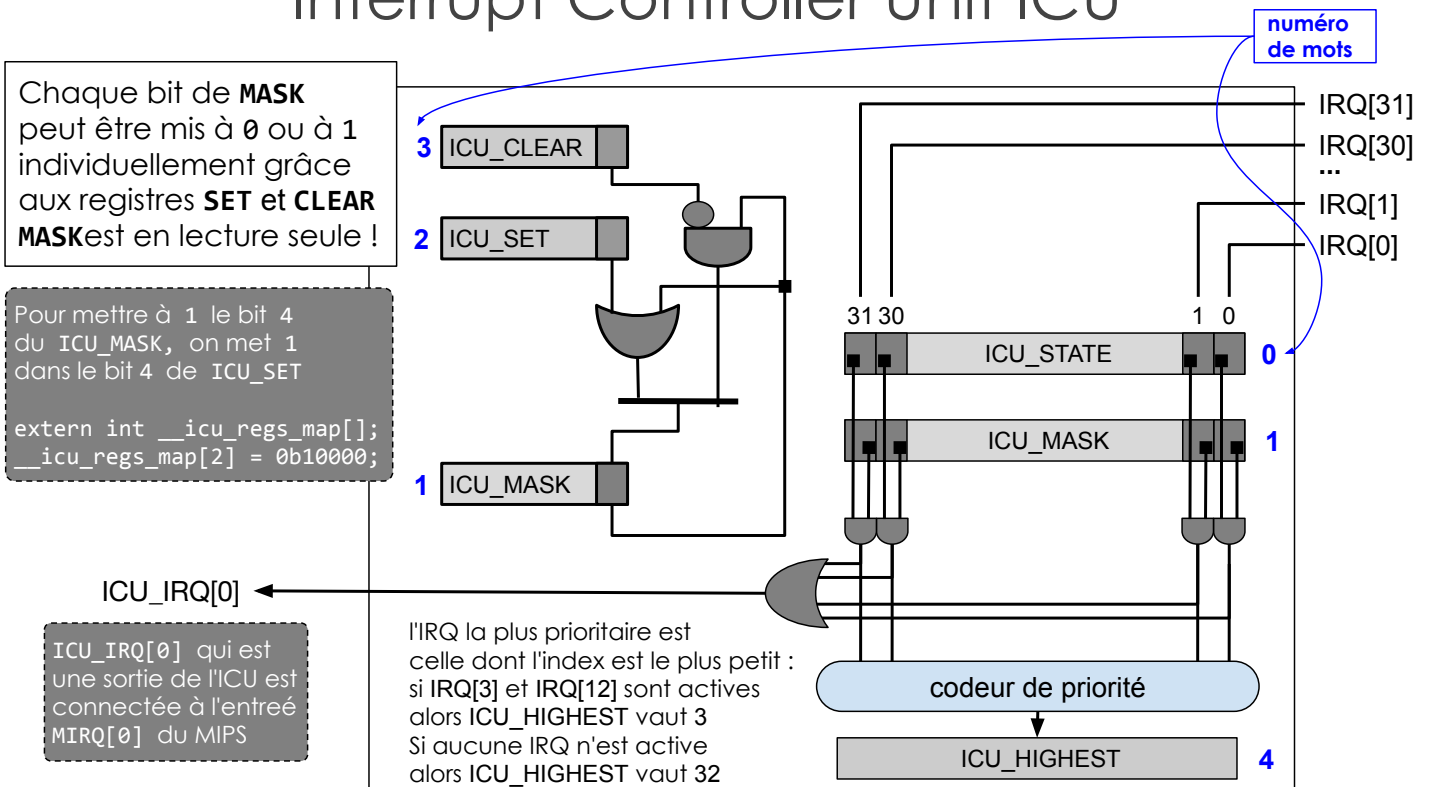 Interrupt Controller Unit ICU
numéro
de mots
Chaque bit de MASK
peut être mis à 0 ou à 1
individuellement grâce
aux registres SET et CLEAR
MASKest en lecture seule !
Pour mettre à 1 le bit 4
du ICU_MASK, on met 1
dans le bit 4 de ICU_SET
extern int __icu_regs_map[];
__icu_regs_map[2] = 0b10000;
3 ICU_CLEAR
2 ICU_SET
1 ICU_MASK
IRQ[31]
IRQ[30]
...
IRQ[1]
IRQ[0]
31 30 1 0
ICU_STATE 0
ICU_MASK 1
ICU_IRQ[0]
ICU_IRQ[0] qui est
une sortie de l'ICU est
connectée à l'entreé
MIRQ[0] du MIPS
l'IRQ la plus prioritaire est
celle dont l'index est le plus petit :
si IRQ[3] et IRQ[12] sont actives
alors ICU_HIGHEST vaut 3
Si aucune IRQ n'est active
alors ICU_HIGHEST vaut 32
codeur de priorité
ICU_HIGHEST 4